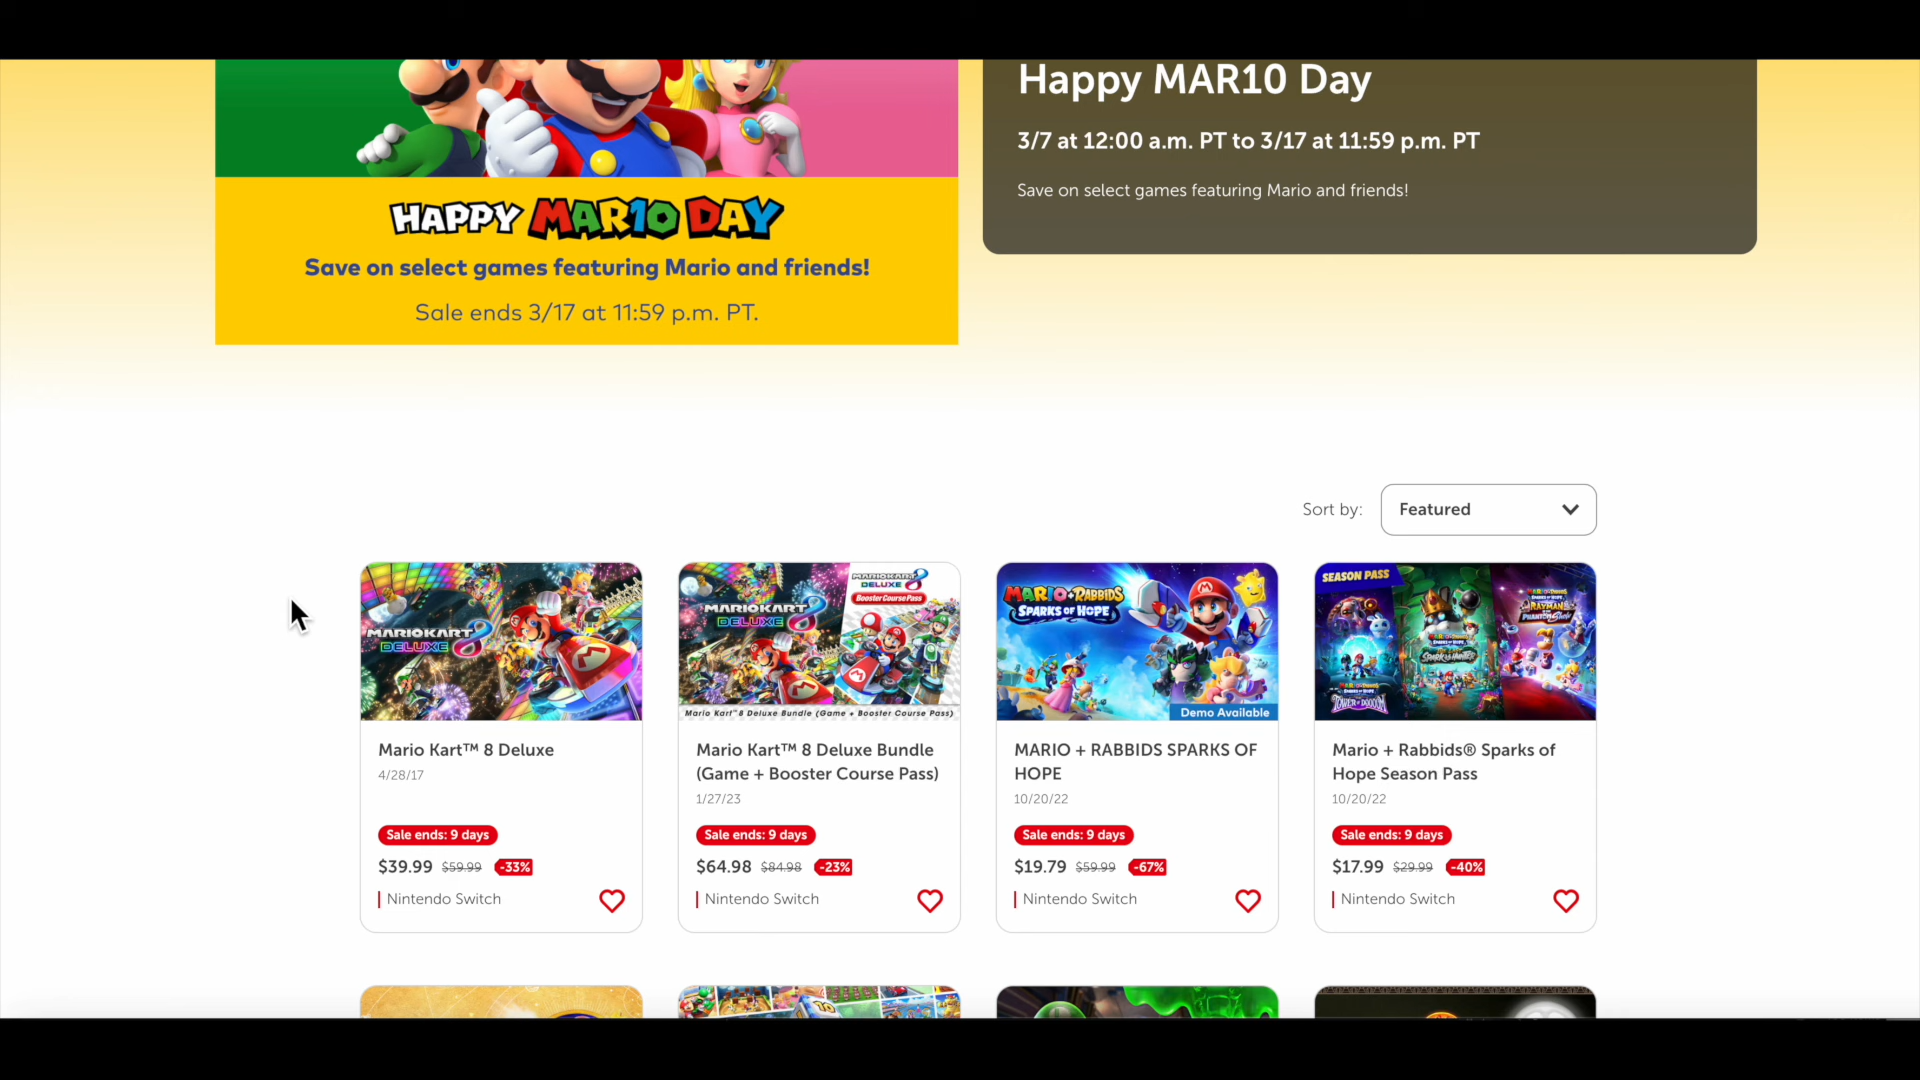 Happy MAR10 Day
3/7 at 12:00 a.m. PT to 3/17 at 11:59 p.m. PT
Save on select games featuring Mario and friends!
HAPPY MAR10 DAY
Save on select games featuring Mario and friends!
Sale ends 3/17 at 11:59 p.m. PT.
Sort by:
Featured
MARIOKART 8
DELUXE
Mario Kart™ 8 Deluxe
4/28/17
Sale ends: 9 days
$39.99 $59.99 -33%
Nintendo Switch
MARIOKART 8
DELUXE
MARIOKART 8
DELUXE
Booster Course Pass
Mario Kart™ 8 Deluxe Bundle (Game + Booster Course Pass)
Mario Kart™ 8 Deluxe Bundle
(Game + Booster Course Pass)
1/27/23
Sale ends: 9 days
$64.98 $84.98 -23%
Nintendo Switch
MARIO + RABBIDS
SPARKS OF HOPE
Demo Available
MARIO + RABBIDS SPARKS OF
HOPE
10/20/22
Sale ends: 9 days
$19.79 $59.99 -67%
Nintendo Switch
SEASON PASS
Mario + Rabbids® Sparks of
Hope Season Pass
10/20/22
Sale ends: 9 days
$17.99 $29.99 -40%
Nintendo Switch